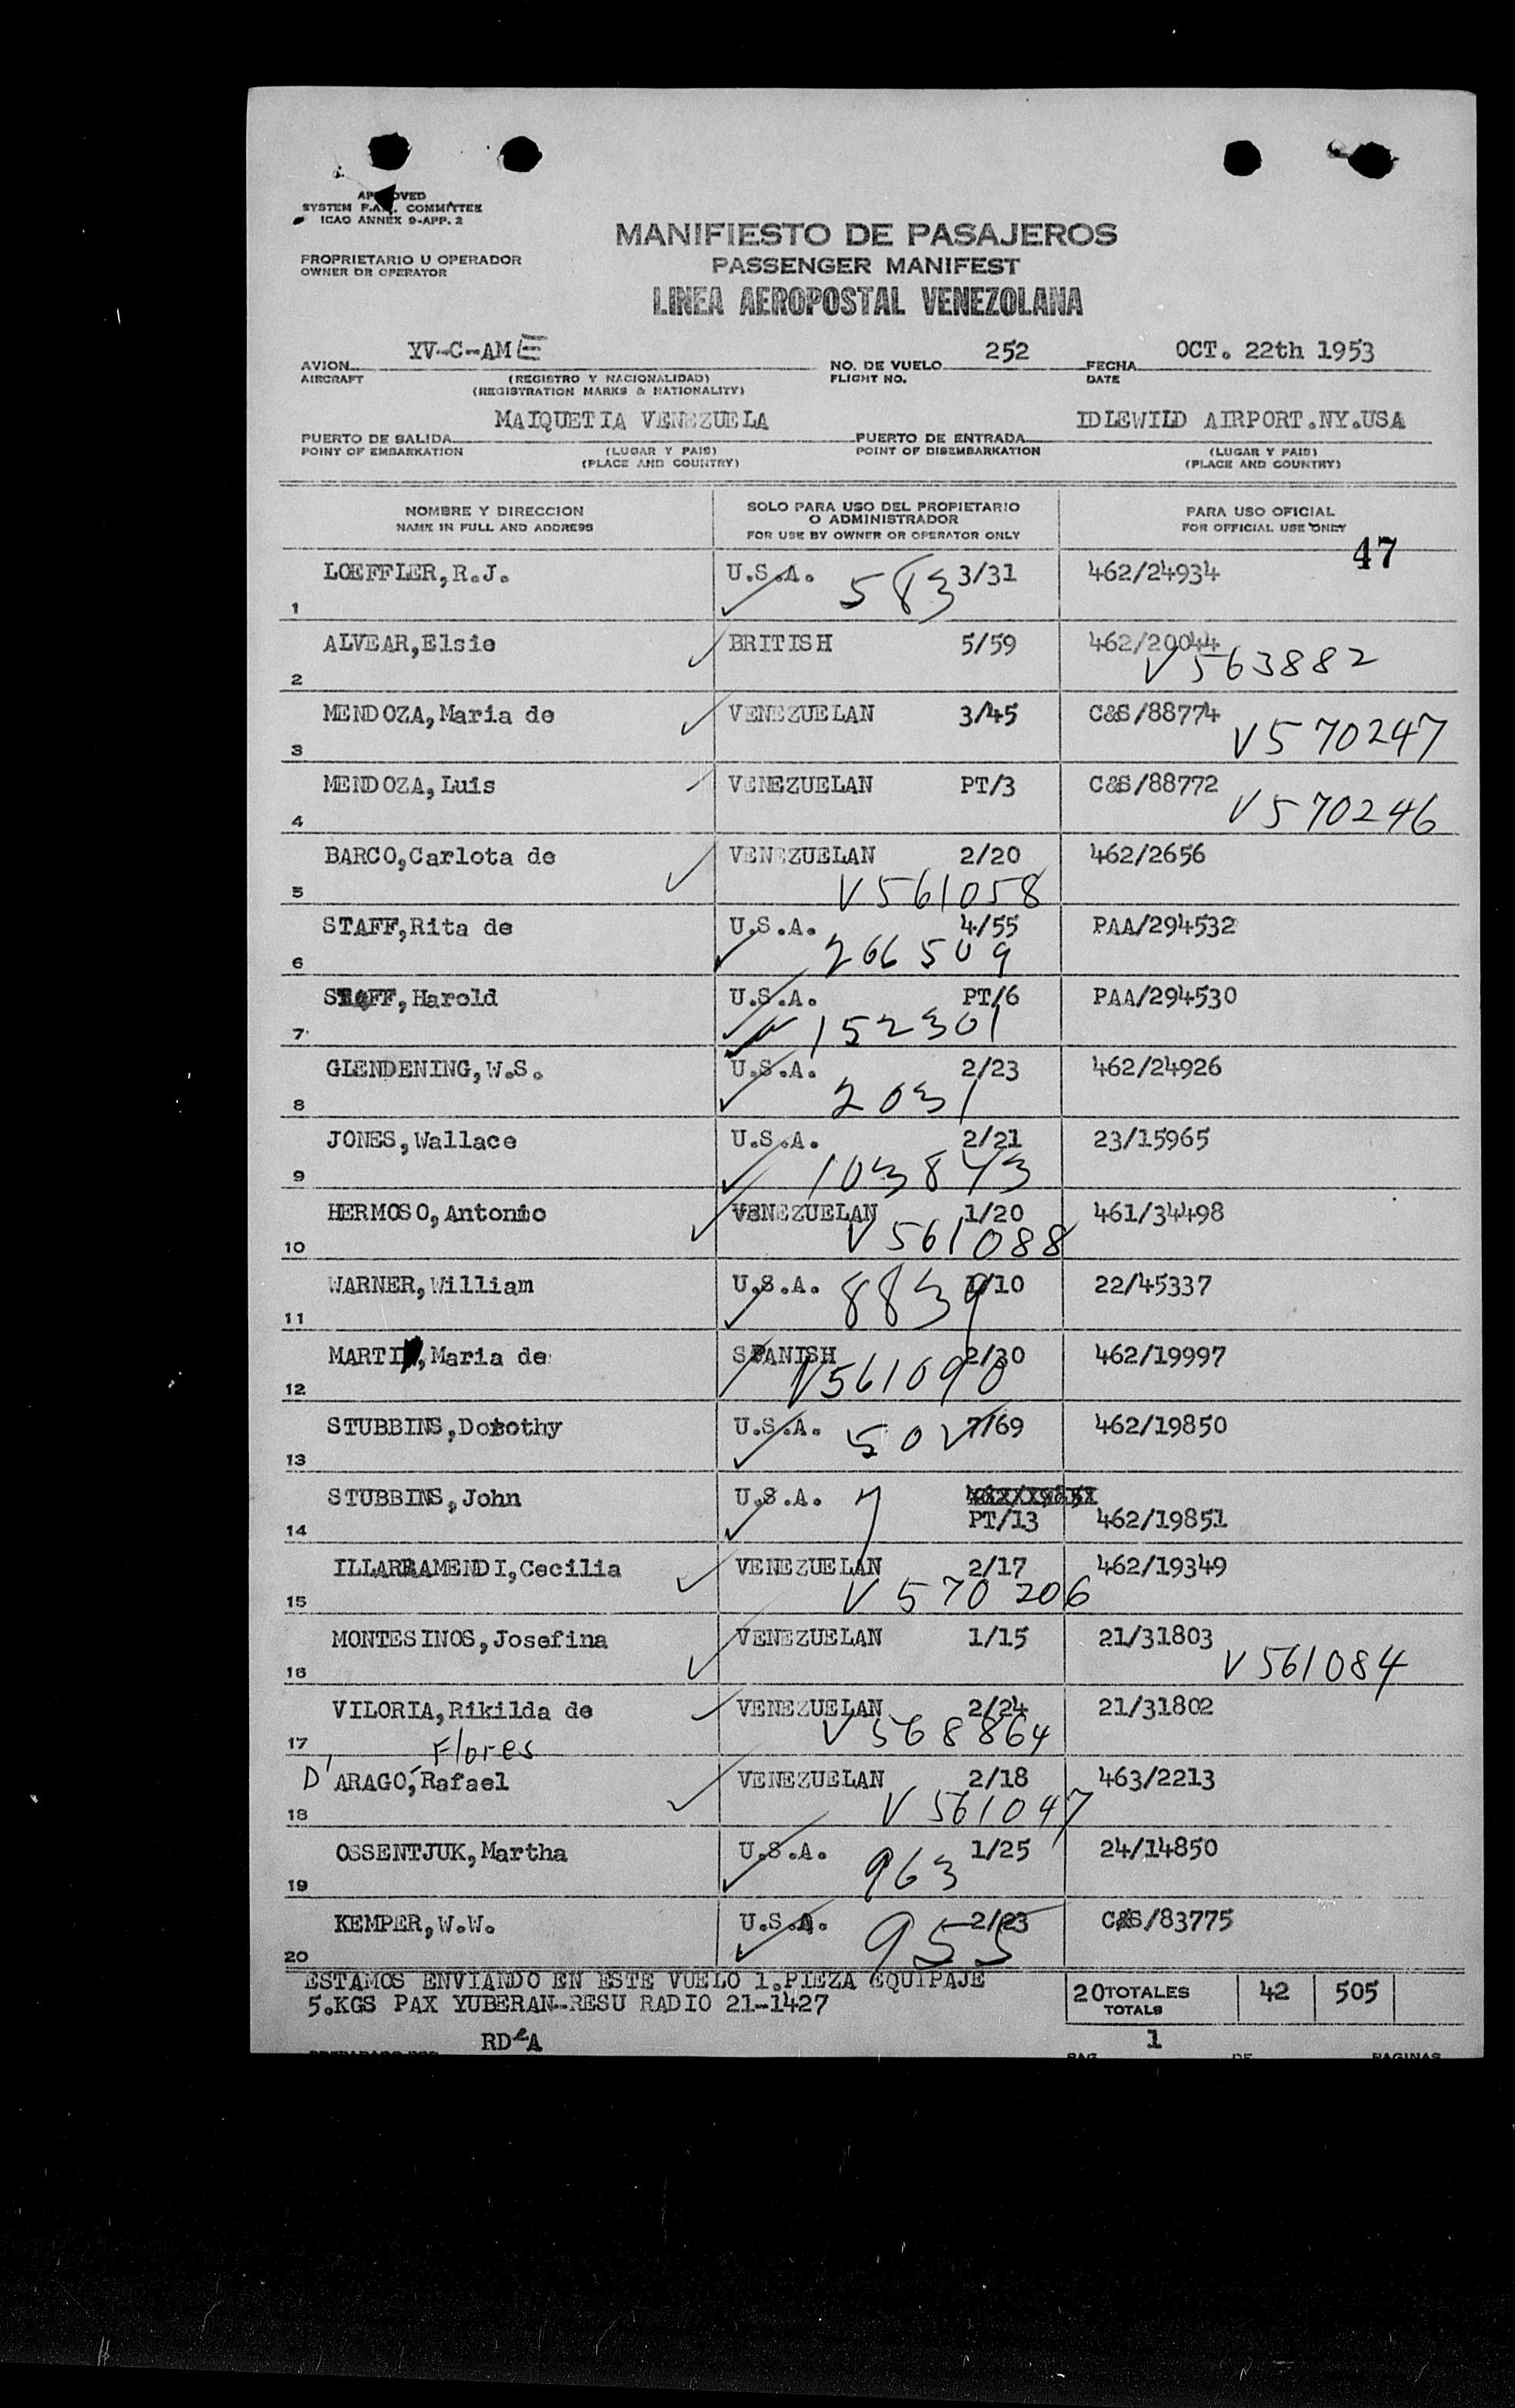 APPROVED
SYSTEM F.A.L. COMMITTEE
ICAO ANNEX 9-APP. 2
MANIFIESTO DE PASAJEROS
PROPRIETARIO U OPERADOR
OWNER OR OPERATOR
PASSENGER MANIFEST
LINEA AEROPOSTAL VENEZOLANA
YV-C-AME 252 OCT. 22th 1953
AVION NO. DE VUELO FECHA
AIRCRAFT (REGISTRO Y NACIONALIDAD) FLIGHT NO. DATE
(REGISTRATION MARKS & NATIONALITY)
MAIQUETIA VENEZUELA IDLEWILD AIRPORT.NY.USA
PUERTO DE SALIDA PUERTO DE ENTRADA
POINT OF EMBARKATION (LUGAR Y PAIS) POINT OF DISEMBARKATION (LUGAR Y PAIS)
(PLACE AND COUNTRY) (PLACE AND COUNTRY)
NOMBRE Y DIRECCION SOLO PARA USO DEL PROPIETARIO PARA USO OFICIAL
NAME IN FULL AND ADDRESS O ADMINISTRADOR FOR OFFICIAL USE ONLY
FOR USE BY OWNER OR OPERATOR ONLY
47
LOEFFLER,R.J. U.S.A. 583 3/31 462/24934
1
ALVEAR,Elsie BRITISH 5/59 462/20044
2 V563882
MENDOZA,Maria de VENEZUELAN 3/45 C&S/88774
3 V570247
MENDOZA,Luis VENEZUELAN PT/3 C&S/88772
4 V570246
BARCO,Carlota de VENEZUELAN 2/20 462/2656
5 V561058
STAFF,Rita de U.S.A. 4/55 PAA/294532
6 266509
STAFF,Harold U.S.A. PT/6 PAA/294530
7 152301
GLENDENING,W.S. U.S.A. 2/23 462/24926
8 2031
JONES,Wallace U.S.A. 2/21 23/15965
9 103843
HERMOSO,Antonio VENEZUELAN 1/20 461/34498
10 V561088
WARNER,William U.S.A. 8839 1/10 22/45337
11
MARTIN,Maria de SPANISH 2/30 462/19997
12 V561090
STUBBINS,Dorothy U.S.A. 502 7/69 462/19850
13
STUBBINS,John U.S.A. 7
14 PT/13 462/19851
ILLARRAMENDI,Cecilia VENEZUELAN 2/17 462/19349
15 V570206
MONTESINOS,Josefina VENEZUELAN 1/15 21/31803
16 V561084
VILORIA,Rikilda de VENEZUELAN 2/24 21/31802
17 Flores V568864
D'ARAGO,Rafael VENEZUELAN 2/18 463/2213
18 V561047
OSSENTJUK,Martha U.S.A. 963 1/25 24/14850
19
KEMPER,W.W. U.S.A. 955 2/23 C&S/83775
20
ESTAMOS ENVIANDO EN ESTE VUELO 1.PIEZA EQUIPAJE
5.KGS PAX YUBERAN-RESU RADIO 21-1427
20 TOTALES 42 505
TOTALS
RDeA 1
PAG. DE PAGINAS